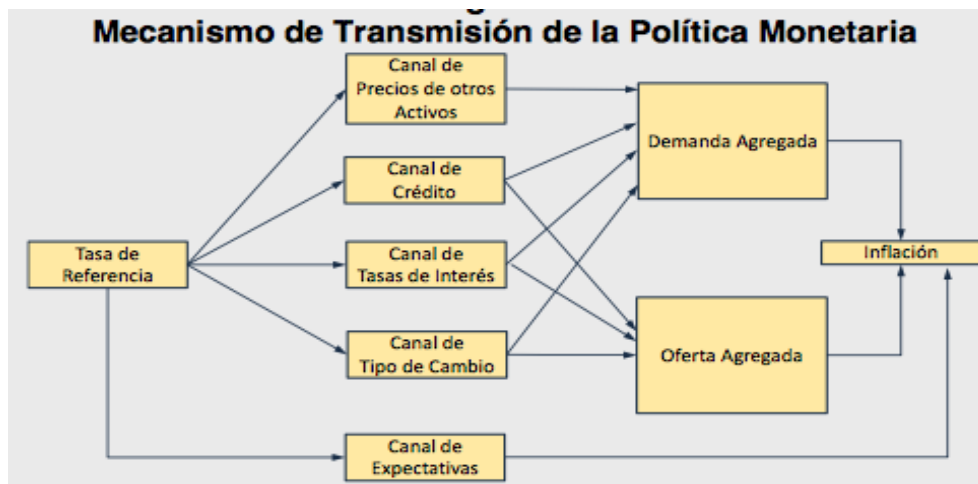 Mecanismo de Transmisión de la Política Monetaria
Canal de
Precios de otros
Activos
Canal de
Crédito
Demanda Agregada
Tasa de
Referencia
Canal de
Tasas de Interés
Inflación
Canal de
Tipo de Cambio
Oferta Agregada
Canal de
Expectativas